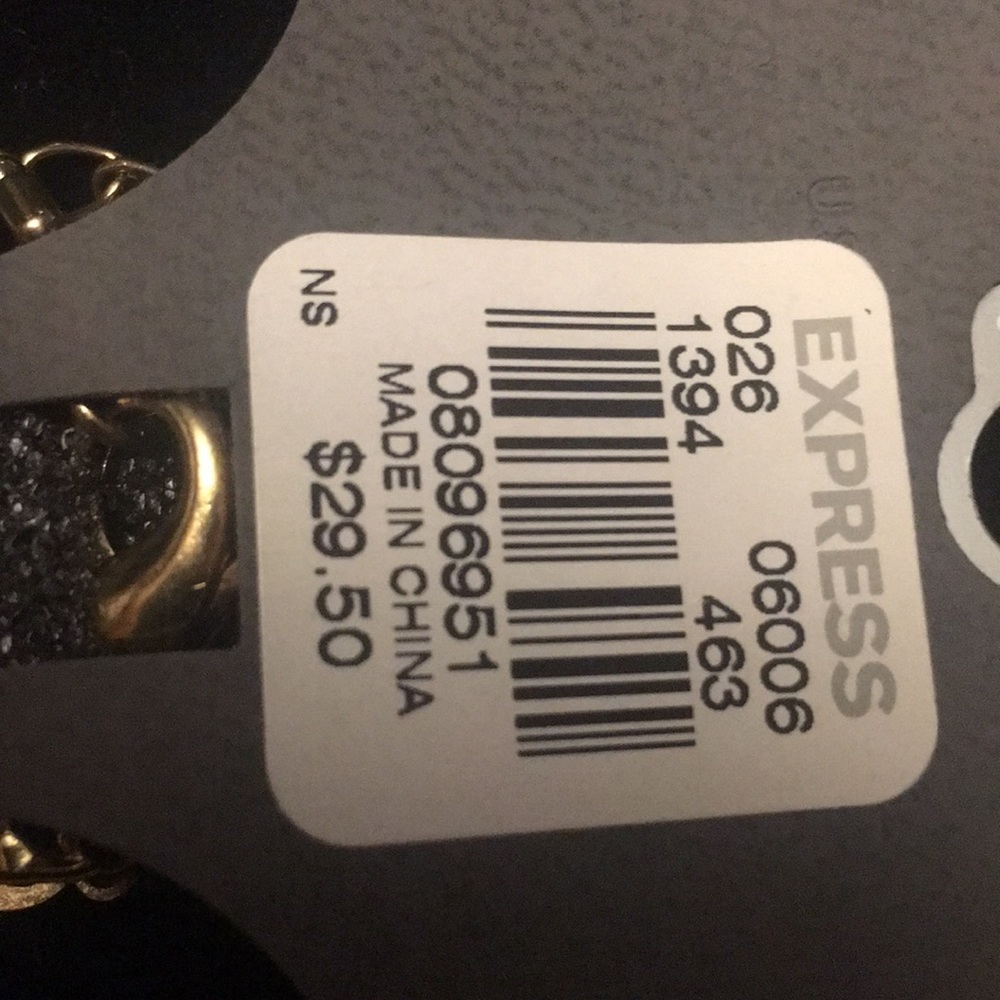 EXPRESS
026 06006
1394 463
08096951
MADE IN CHINA
$29.50
NS